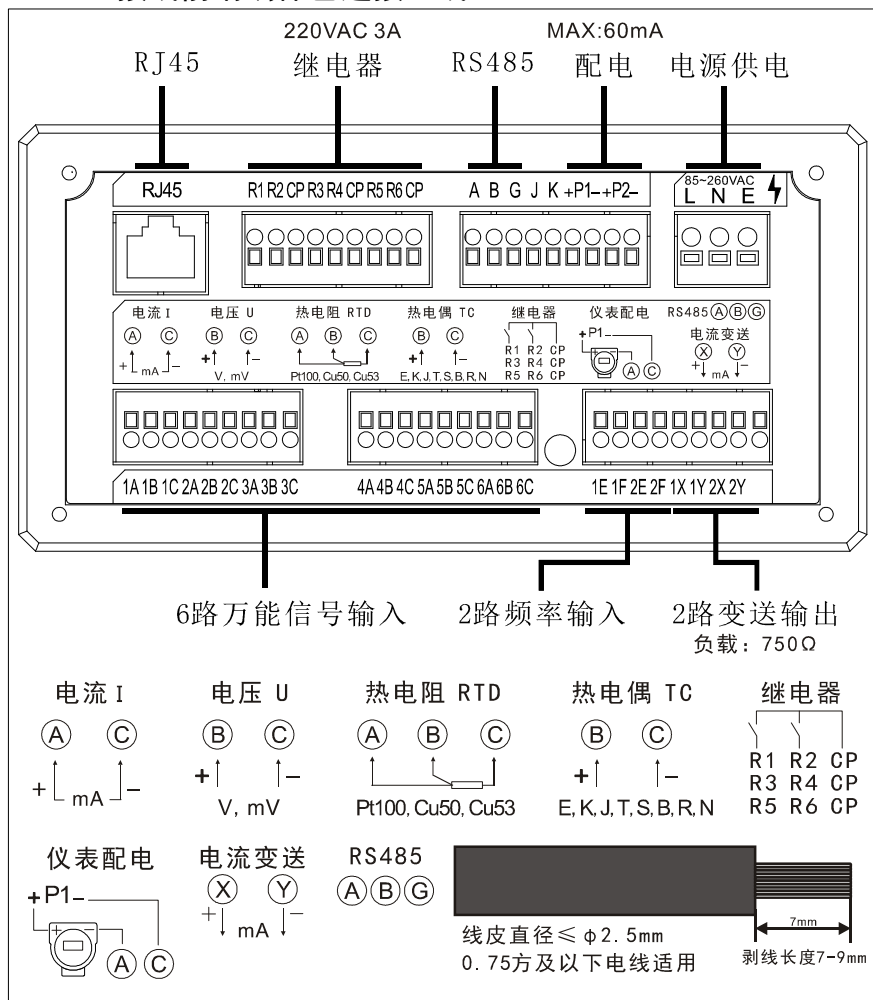 220VAC 3A MAX:60mA
RJ45 继电器 RS485 配电 电源供电
85~260VAC
RJ45 R1 R2 CP R3 R4 CP R5 R6 CP A B G J K +P1-+P2- L N E
电流 I 电压 U 热电阻 RTD 热电偶 TC 继电器 仪表配电 RS485 A B G
A C B C A B C B C +P1- 电流变送
X Y
+ mA - + - + - R1 R2 CP + mA -
V, mV Pt100, Cu50, Cu53 E, K, J, T, S, B, R, N R3 R4 CP + - A C
R5 R6 CP
1A 1B 1C 2A 2B 2C 3A 3B 3C 4A 4B 4C 5A 5B 5C 6A 6B 6C 1E 1F 2E 2F 1X 1Y 2X 2Y
6路万能信号输入 2路频率输入 2路变送输出
负载：750Ω
电流 I 电压 U 热电阻 RTD 热电偶 TC 继电器
A C B C A B C B C
R1 R2 CP
+ mA - + - + - R3 R4 CP
V, mV Pt100, Cu50, Cu53 E, K, J, T, S, B, R, N R5 R6 CP
仪表配电 电流变送 RS485
+P1- X Y A B G
+ mA -
+ - A C
7mm
线皮直径≤φ2.5mm
0.75方及以下电线适用 剥线长度7-9mm